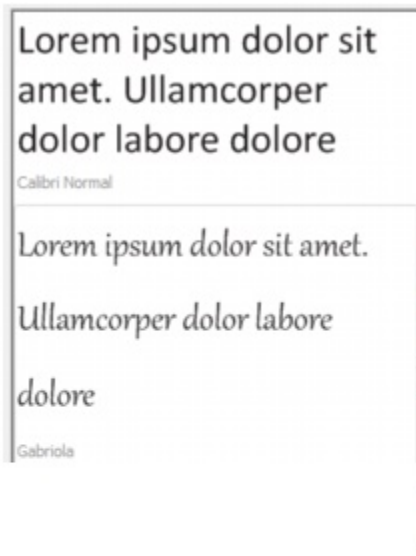 Lorem ipsum dolor sit
amet. Ullamcorper
dolor labore dolore
Calibri Normal
Lorem ipsum dolor sit amet.
Ullamcorper dolor labore
dolore
Gabriola